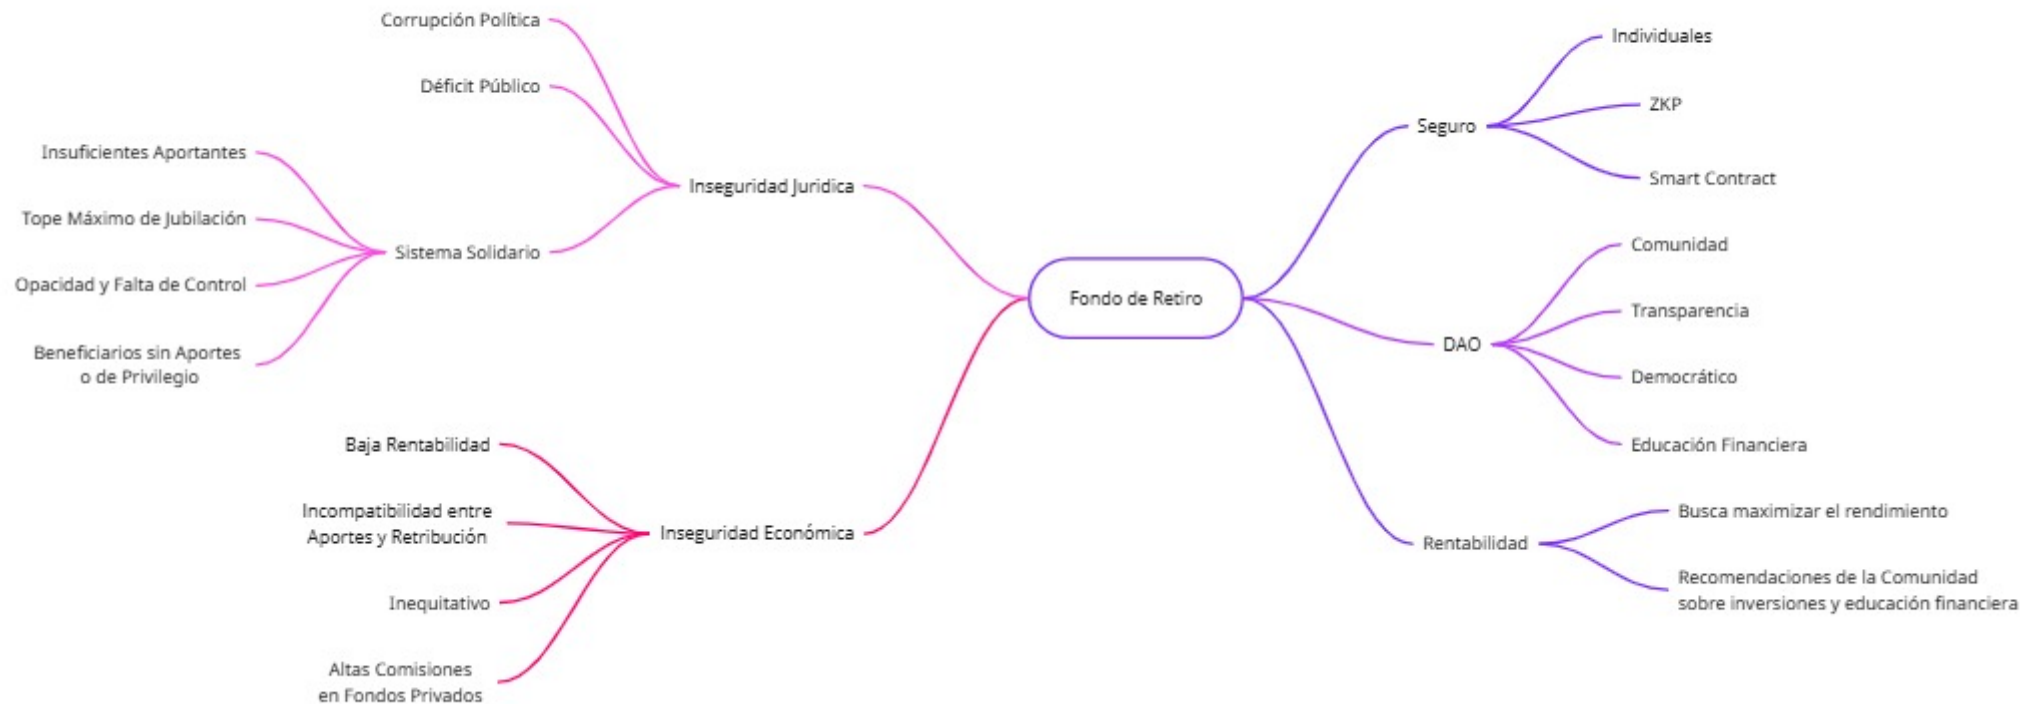 Fondo de Retiro
Inseguridad Juridica
Corrupción Política
Déficit Público
Sistema Solidario
Insuficientes Aportantes
Tope Máximo de Jubilación
Opacidad y Falta de Control
Beneficiarios sin Aportes
o de Privilegio
Inseguridad Económica
Baja Rentabilidad
Incompatibilidad entre
Aportes y Retribución
Inequitativo
Altas Comisiones
en Fondos Privados
Seguro
Individuales
ZKP
Smart Contract
DAO
Comunidad
Transparencia
Democrático
Educación Financiera
Rentabilidad
Busca maximizar el rendimiento
Recomendaciones de la Comunidad
sobre inversiones y educación financiera